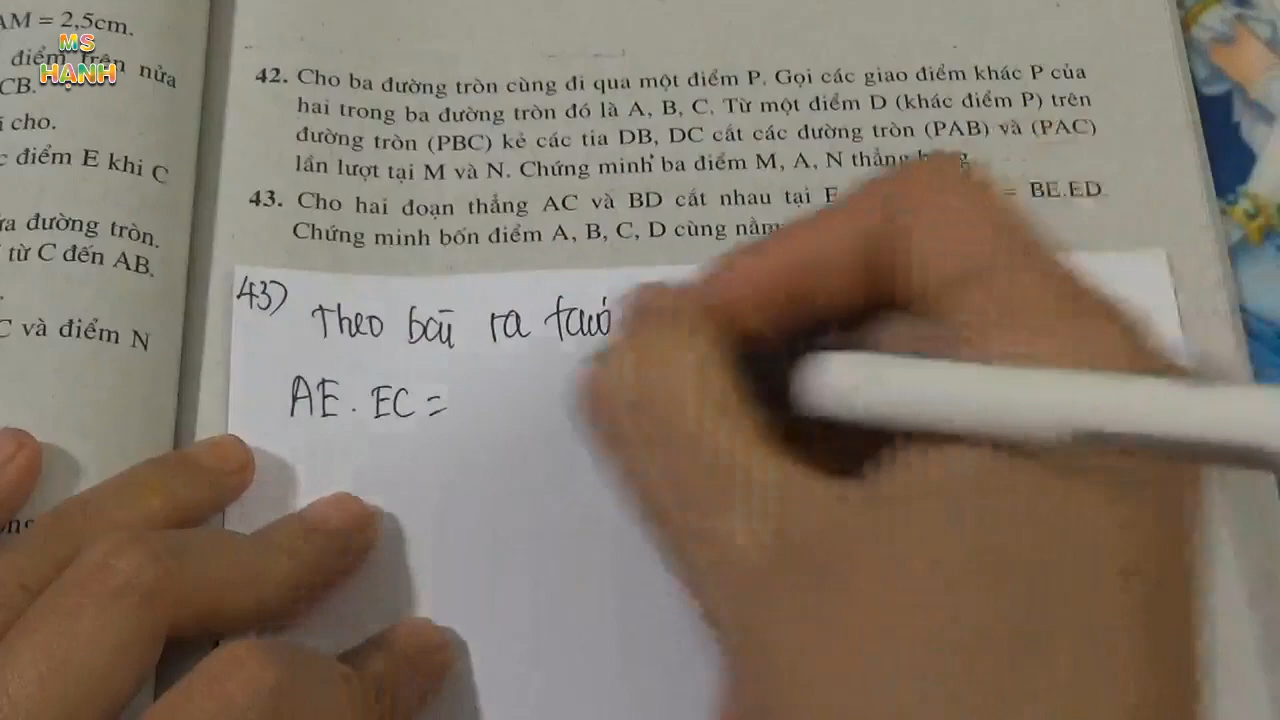 AM = 2,5cm.
điểm trên nửa
CB.
i cho.
c điểm E khi C
ra đường tròn.
từ C đến AB.
C và điểm N
MS
HẠNH
42. Cho ba đường tròn cùng đi qua một điểm P. Gọi các giao điểm khác P của
hai trong ba đường tròn đó là A, B, C. Từ một điểm D (khác điểm P) trên
đường tròn (PBC) kẻ các tia DB, DC cắt các đường tròn (PAB) và (PAC)
lần lượt tại M và N. Chứng minh ba điểm M, A, N thẳng
43. Cho hai đoạn thẳng AC và BD cắt nhau tại E = BE.ED
Chứng minh bốn điểm A, B, C, D cùng nằm
43) Theo bài ra ta có
AE . EC =